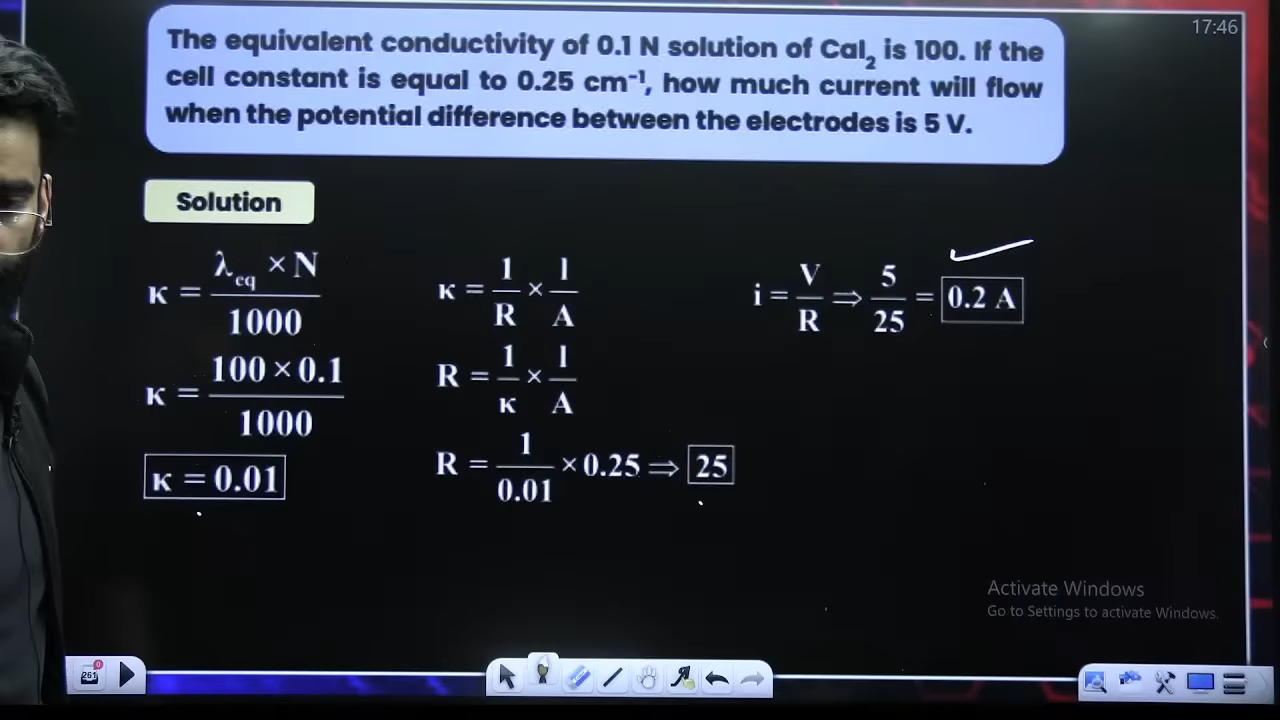 17:46
The equivalent conductivity of 0.1 N solution of CaI₂ is 100. If the
cell constant is equal to 0.25 cm⁻¹, how much current will flow
when the potential difference between the electrodes is 5 V.
Solution
κ = λeq × N / 1000
κ = 100 × 0.1 / 1000
κ = 0.01
κ = 1/R × l/A
R = 1/κ × l/A
R = 1/0.01 × 0.25 ⇒ 25
i = V/R ⇒ 5/25 = 0.2 A
Activate Windows
Go to Settings to activate Windows.
261
0